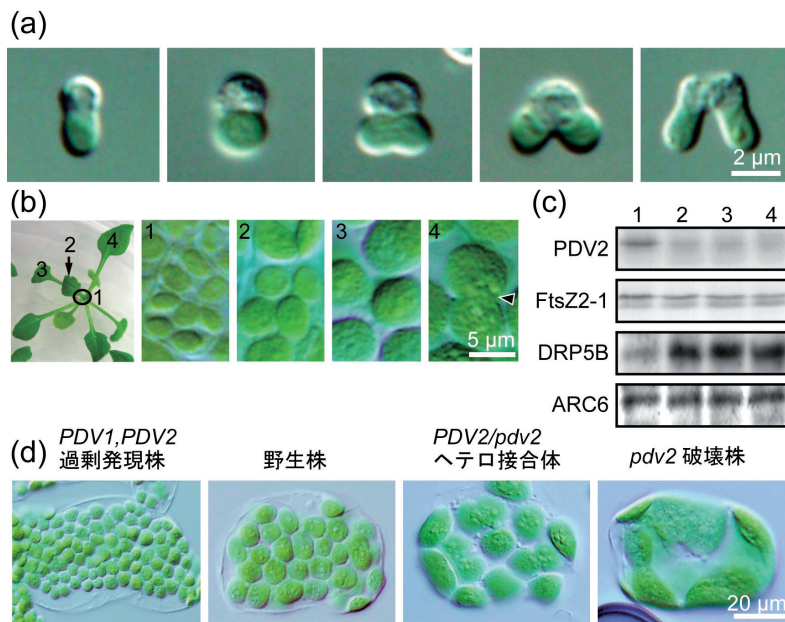 (a)
2 µm
(b)
2
4
3
1
1
2
3
4
5 µm
(c)
1 2 3 4
PDV2
FtsZ2-1
DRP5B
ARC6
(d)
PDV1,PDV2
過剰発現株
野生株
PDV2/pdv2
ヘテロ接合体
pdv2 破壊株
20 µm